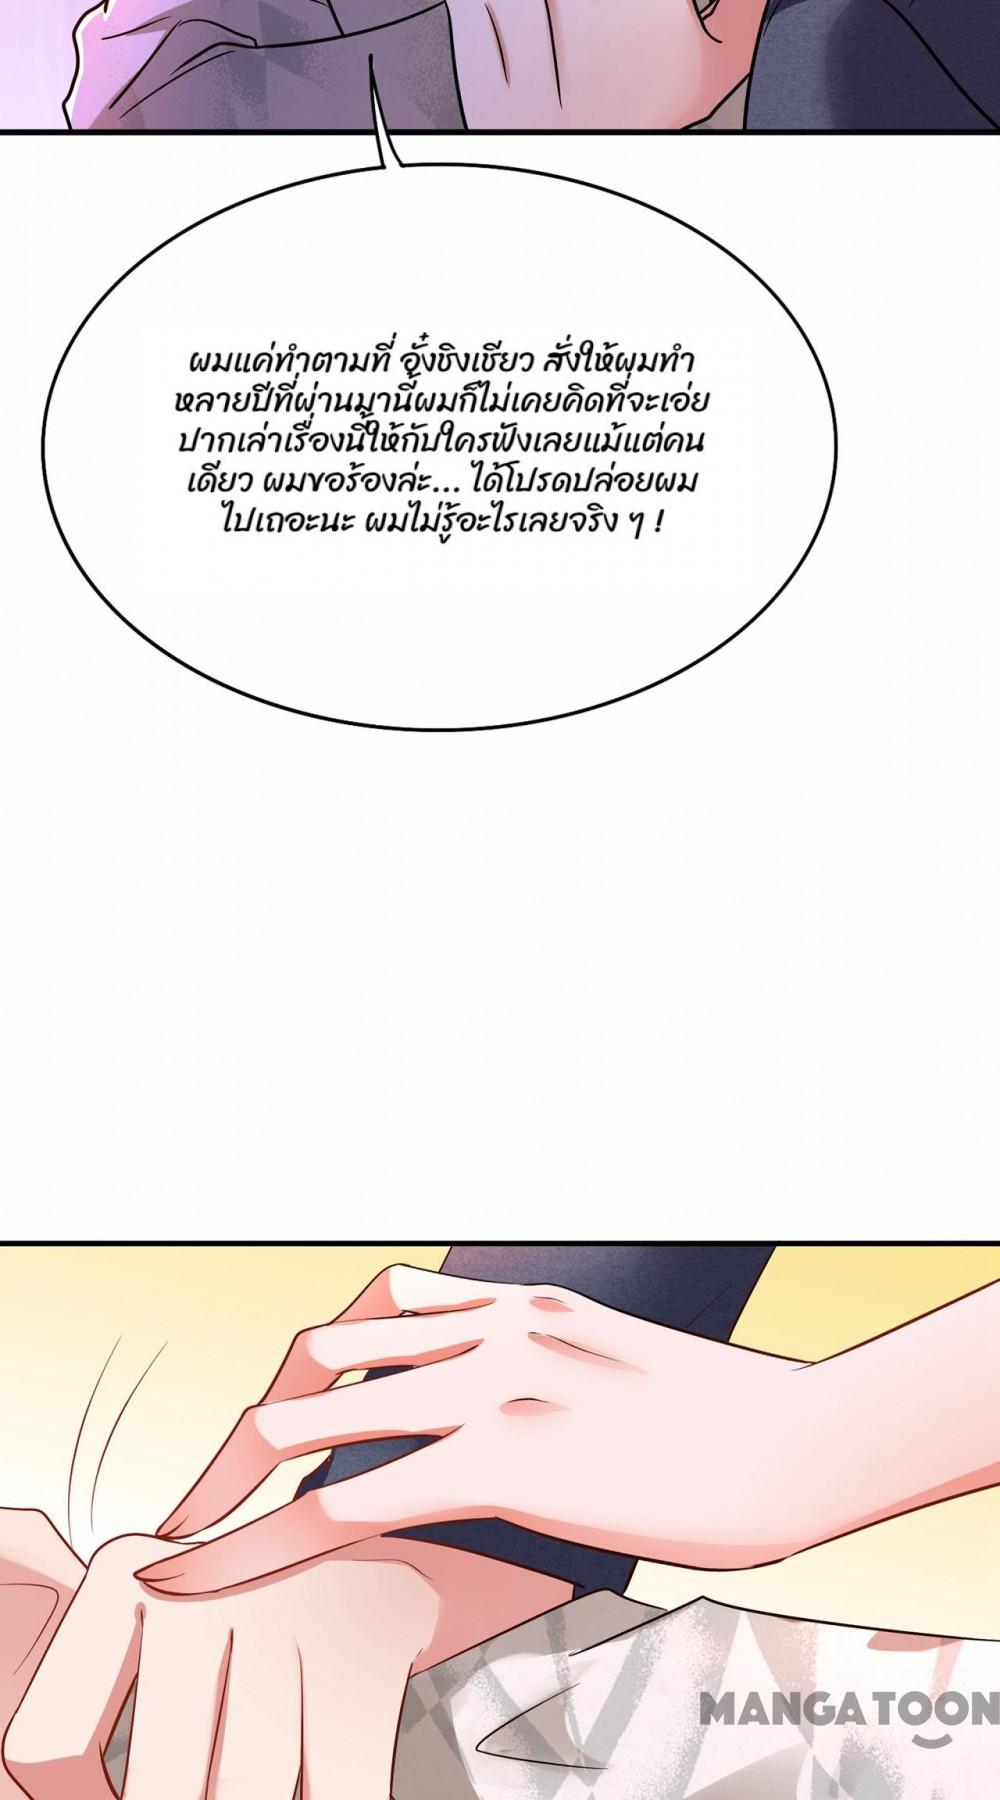 ผมแค่ทำตามที่ อั๋งชิงเชียว สั่งให้ผมทำ
หลายปีที่ผ่านมานี้ผมก็ไม่เคยคิดที่จะเอ่ย
ปากเล่าเรื่องนี้ให้กับใครฟังเลยแม้แต่คน
เดียว ผมขอร้องล่ะ... ได้โปรดปล่อยผม
ไปเถอะนะ ผมไม่รู้อะไรเลยจริง ๆ !
MANGATOON